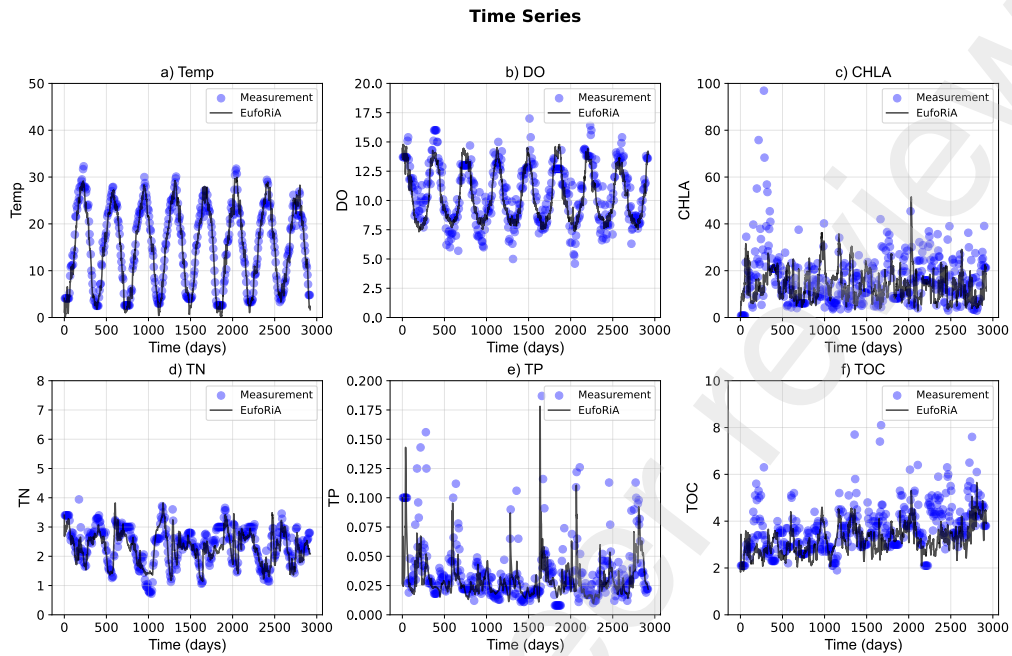 Time Series
a) Temp
50
40
30
20
10
0
Temp
0 500 1000 1500 2000 2500 3000
Time (days)
Measurement
EufoRiA
b) DO
20.0
17.5
15.0
12.5
10.0
7.5
5.0
2.5
0.0
DO
0 500 1000 1500 2000 2500 3000
Time (days)
Measurement
EufoRiA
c) CHLA
100
80
60
40
20
0
CHLA
0 500 1000 1500 2000 2500 3000
Time (days)
Measurement
EufoRiA
d) TN
8
7
6
5
4
3
2
1
0
TN
0 500 1000 1500 2000 2500 3000
Time (days)
Measurement
EufoRiA
e) TP
0.200
0.175
0.150
0.125
0.100
0.075
0.050
0.025
0.000
TP
0 500 1000 1500 2000 2500 3000
Time (days)
Measurement
EufoRiA
f) TOC
10
8
6
4
2
0
TOC
0 500 1000 1500 2000 2500 3000
Time (days)
Measurement
EufoRiA
er review